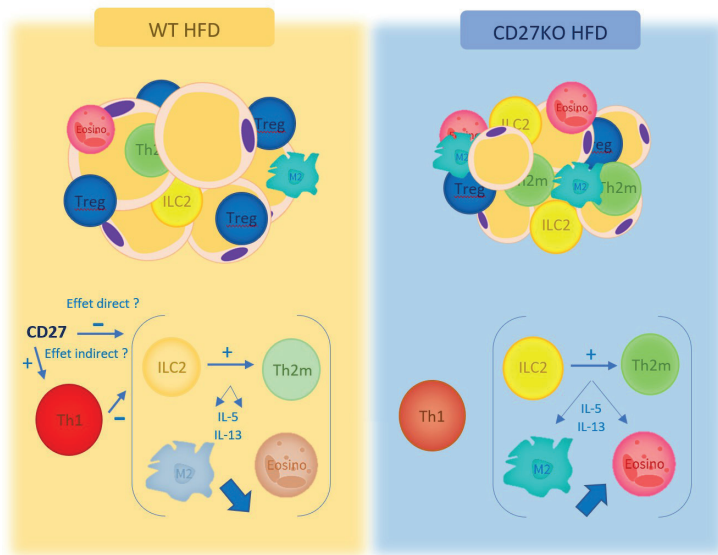 WT HFD
CD27KO HFD
Eosino
Treg
Th2
Treg
ILC2
Treg
M2
Eosino
ILC2
M2
Treg
Treg
Th2m
Th2m
ILC2
Effet direct ?
CD27
−
Effet indirect ?
+
Th1
−
ILC2
+
Th2m
IL-5
IL-13
M2
Eosino
Th1
ILC2
+
Th2m
IL-5
IL-13
M2
Eosino